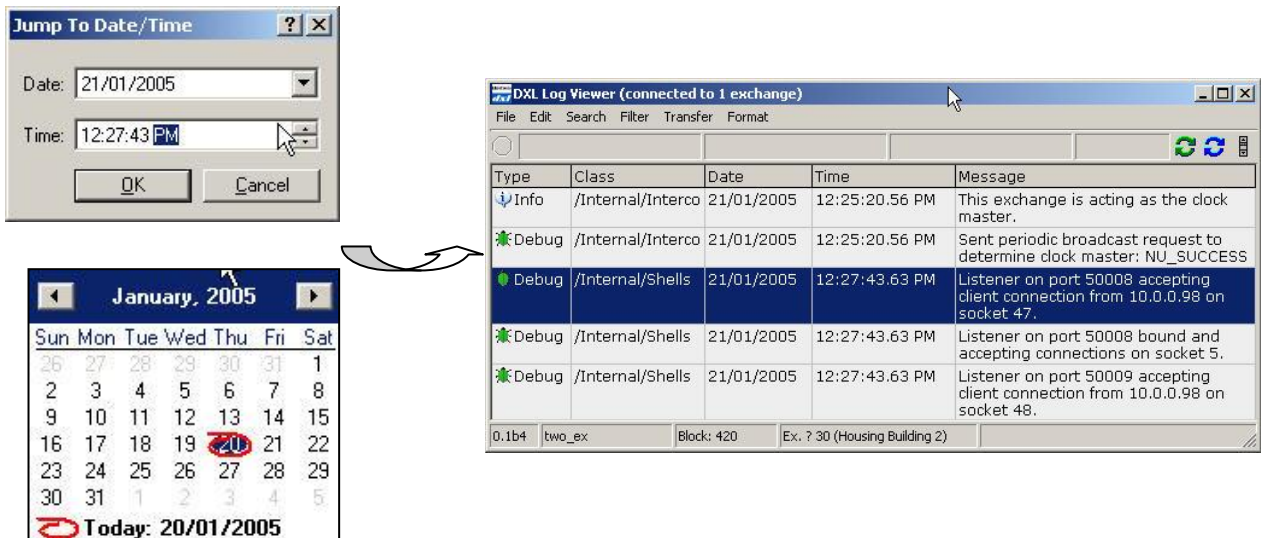 Jump To Date/Time
Date: 21/01/2005
Time: 12:27:43 PM
OK Cancel
January, 2005
Sun Mon Tue Wed Thu Fri Sat
26 27 28 29 30 31 1
2 3 4 5 6 7 8
9 10 11 12 13 14 15
16 17 18 19 20 21 22
23 24 25 26 27 28 29
30 31 1 2 3 4 5
Today: 20/01/2005
DXL Log Viewer (connected to 1 exchange)
File Edit Search Filter Transfer Format
Type Class Date Time Message
Info /Internal/Interco 21/01/2005 12:25:20.56 PM This exchange is acting as the clock
master.
Debug /Internal/Interco 21/01/2005 12:25:20.56 PM Sent periodic broadcast request to
determine clock master: NU_SUCCESS
Debug /Internal/Shells 21/01/2005 12:27:43.63 PM Listener on port 50008 accepting
client connection from 10.0.0.98 on
socket 47.
Debug /Internal/Shells 21/01/2005 12:27:43.63 PM Listener on port 50008 bound and
accepting connections on socket 5.
Debug /Internal/Shells 21/01/2005 12:27:43.63 PM Listener on port 50009 accepting
client connection from 10.0.0.98 on
socket 48.
0.1b4 two_ex Block: 420 Ex. ? 30 (Housing Building 2)